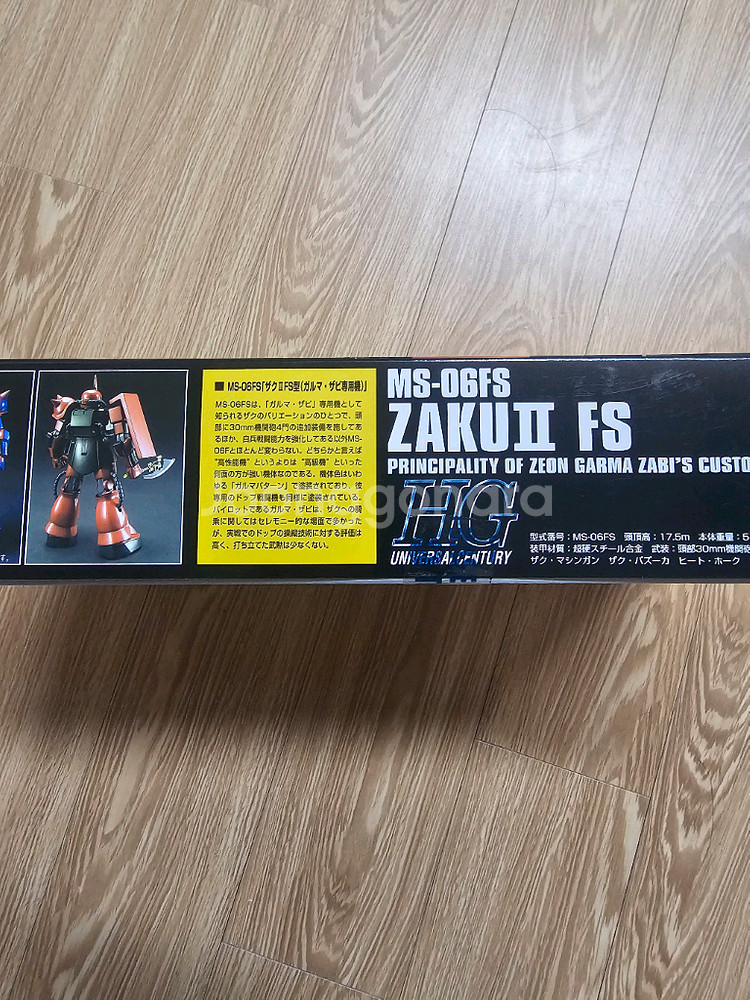 ■ MS-06FS「ザクⅡFS型(ガルマ・ザビ専用機)」
MS-06FSは、「ガルマ・ザビ」専用機として
知られるザクのバリエーションのひとつで、頭
部に30mm機関砲4門の追加装備を施してあ
るほか、白兵戦闘能力を強化してある以外MS-
06Fとほとんど変わらない。どちらかと言えば
"高性能機" というよりは "高級機" といった
側面の方が強い機体なのである。機体色はいわ
ゆる「ガルマパターン」で塗装されており、彼
専用のドップ戦闘機も同様に塗装されている。
パイロットであるガルマ・ザビは、ザクへの騎
乗に関してはセレモニー的な場面で多かった
が、実戦でのドップの操縦技術に対する評価は
高く、打ち立てた武勲は少なくない。
MS-06FS
ZAKUⅡ FS
PRINCIPALITY OF ZEON GARMA ZABI'S CUSTO
HG
UNIVERSAL CENTURY
型式番号:MS-06FS 頭頂高:17.5m 本体重量:5
装甲材質:超硬スチール合金 武装:頭部30mm機関砲
ザク・マシンガン ザク・バズーカ ヒート・ホーク
です。